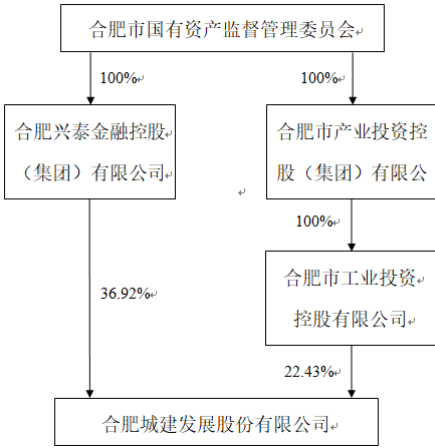 合肥市国有资产监督管理委员会
100%
100%
合肥兴泰金融控股
（集团）有限公司
合肥市产业投资控
股（集团）有限公
100%
36.92%
合肥市工业投资
控股有限公司
22.43%
合肥城建发展股份有限公司